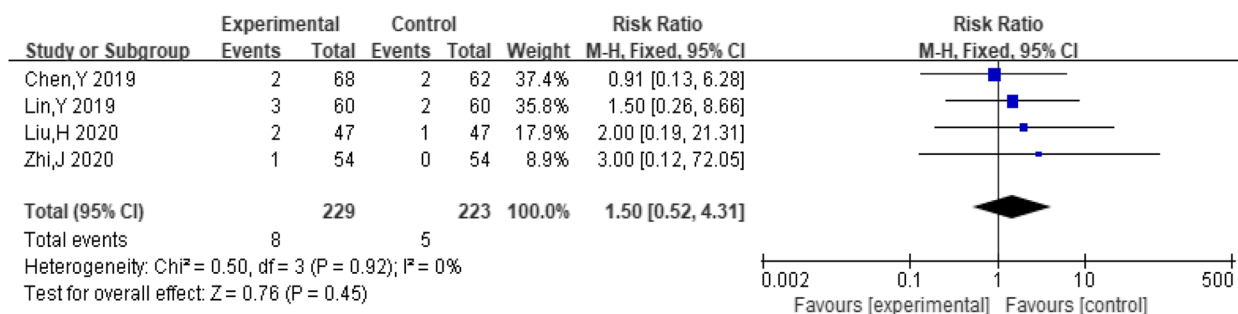 Experimental Control Risk Ratio Risk Ratio
Study or Subgroup Events Total Events Total Weight M-H, Fixed, 95% CI M-H, Fixed, 95% CI
Chen,Y 2019 2 68 2 62 37.4% 0.91 [0.13, 6.28]
Lin,Y 2019 3 60 2 60 35.8% 1.50 [0.26, 8.66]
Liu,H 2020 2 47 1 47 17.9% 2.00 [0.19, 21.31]
Zhi,J 2020 1 54 0 54 8.9% 3.00 [0.12, 72.05]
Total (95% CI) 229 223 100.0% 1.50 [0.52, 4.31]
Total events 8 5
Heterogeneity: Chi² = 0.50, df = 3 (P = 0.92); I² = 0%
Test for overall effect: Z = 0.76 (P = 0.45)
0.002 0.1 1 10 500
Favours [experimental] Favours [control]